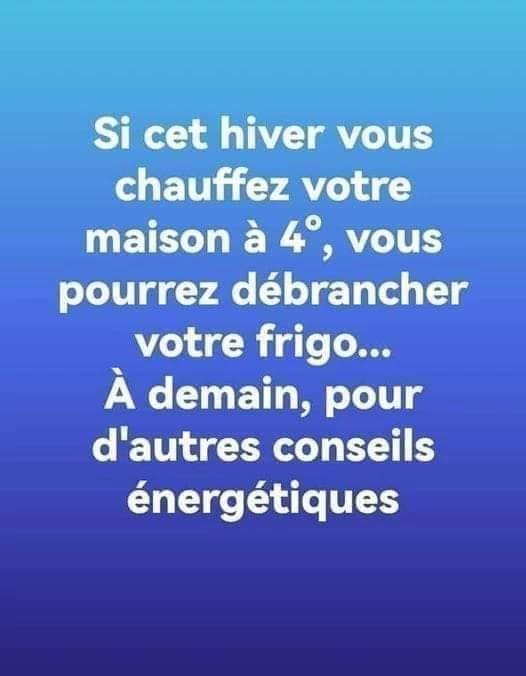 Si cet hiver vous
chauffez votre
maison à 4°, vous
pourrez débrancher
votre frigo...
À demain, pour
d'autres conseils
énergétiques